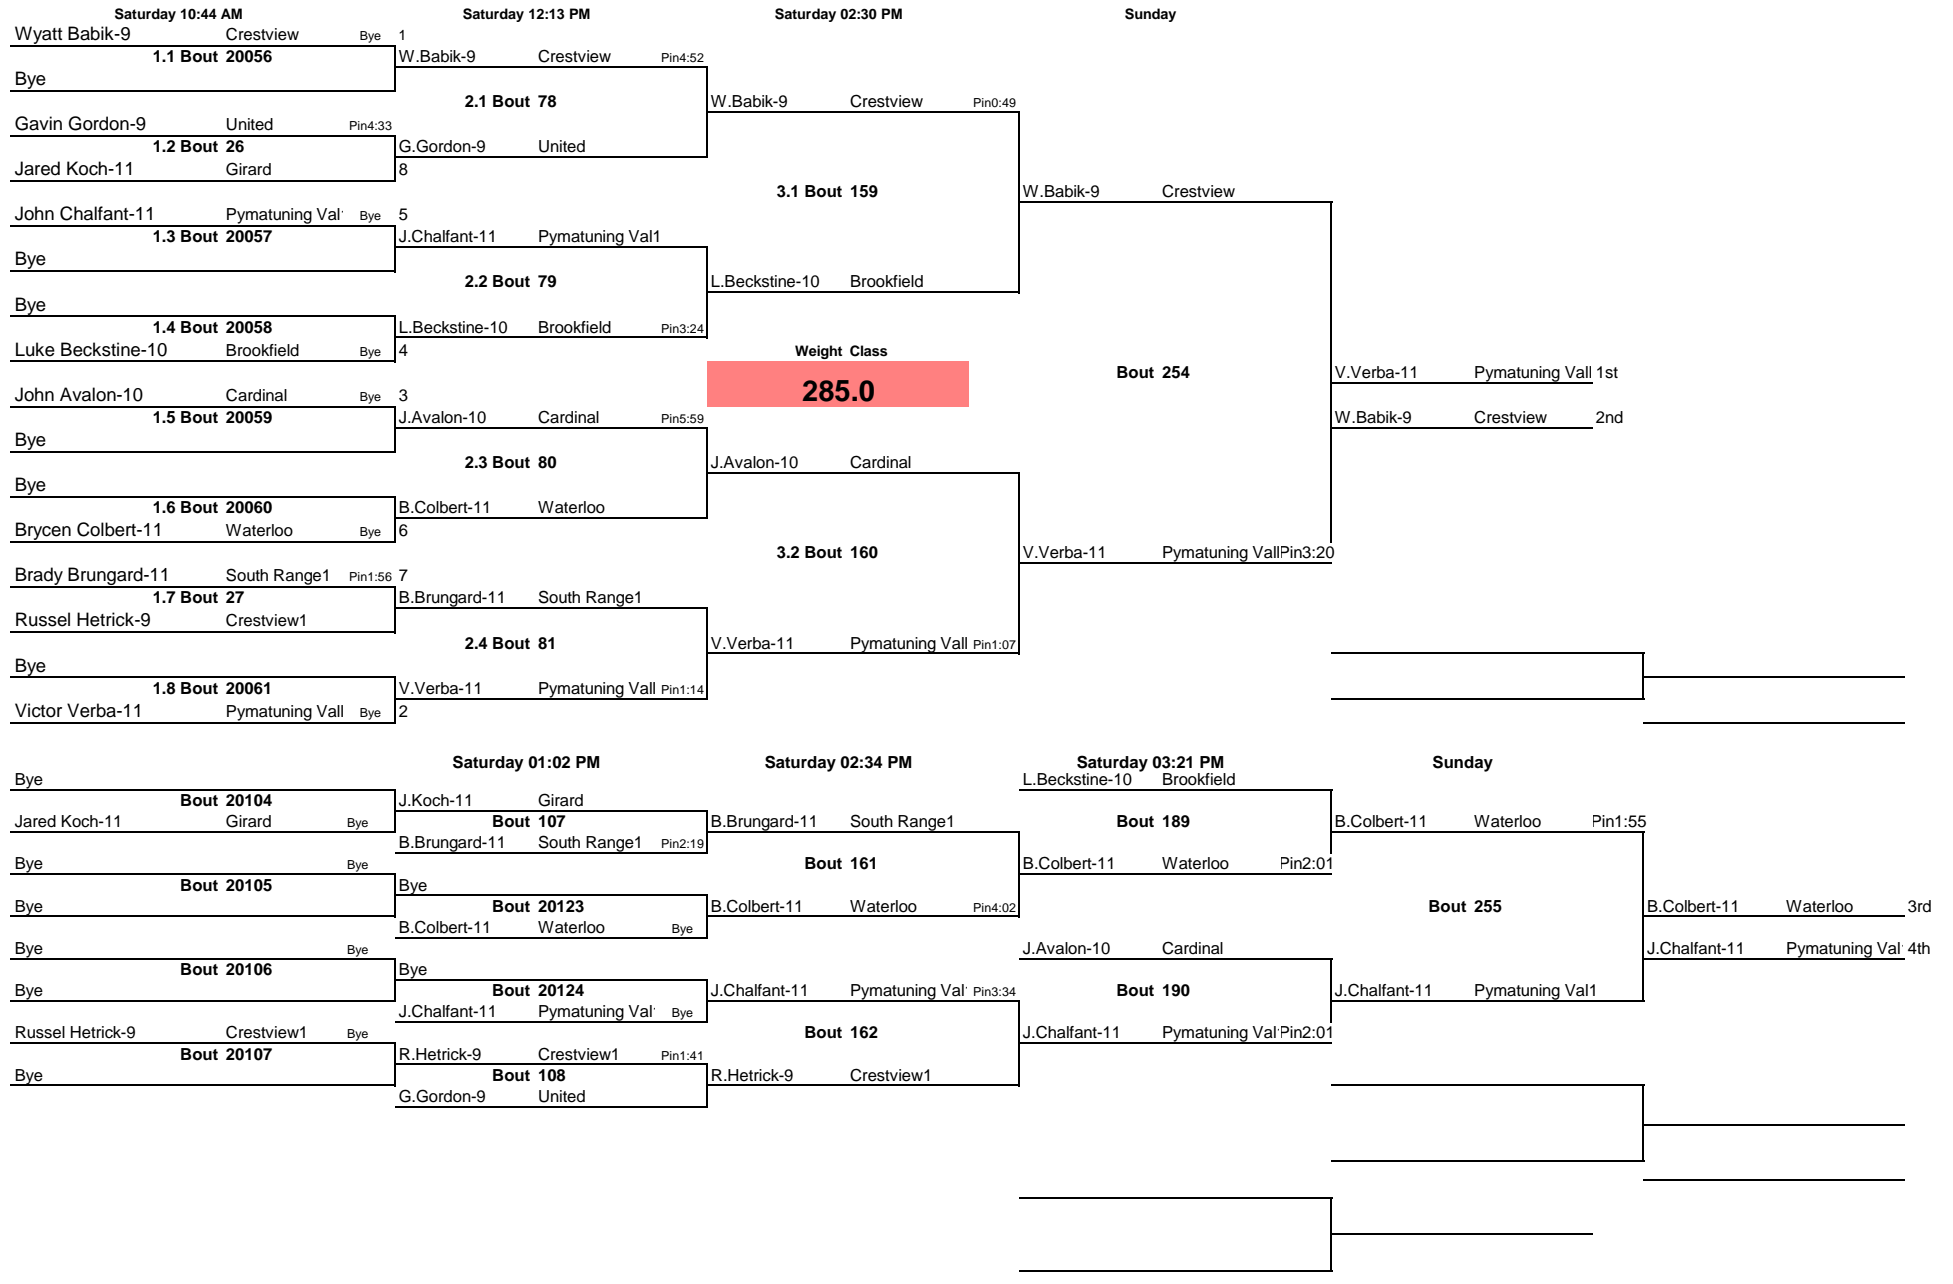 Saturday 10:44 AM Saturday 12:13 PM Saturday 02:30 PM Sunday
Wyatt Babik-9 Crestview Bye 1
1.1 Bout 20056 W.Babik-9 Crestview Pin4:52
Bye
2.1 Bout 78 W.Babik-9 Crestview Pin0:49
Gavin Gordon-9 United Pin4:33
1.2 Bout 26 G.Gordon-9 United
Jared Koch-11 Girard 8
3.1 Bout 159 W.Babik-9 Crestview
John Chalfant-11 Pymatuning Val Bye 5
1.3 Bout 20057 J.Chalfant-11 Pymatuning Val1
Bye
2.2 Bout 79 L.Beckstine-10 Brookfield
Bye
1.4 Bout 20058 L.Beckstine-10 Brookfield Pin3:24
Luke Beckstine-10 Brookfield Bye 4 Weight Class
Bout 254 V.Verba-11 Pymatuning Vall 1st
285.0
John Avalon-10 Cardinal Bye 3
1.5 Bout 20059 J.Avalon-10 Cardinal Pin5:59 W.Babik-9 Crestview 2nd
Bye
2.3 Bout 80 J.Avalon-10 Cardinal
Bye
1.6 Bout 20060 B.Colbert-11 Waterloo
Brycen Colbert-11 Waterloo Bye 6
3.2 Bout 160 V.Verba-11 Pymatuning Vall Pin3:20
Brady Brungard-11 South Range1 Pin1:56 7
1.7 Bout 27 B.Brungard-11 South Range1
Russel Hetrick-9 Crestview1
2.4 Bout 81 V.Verba-11 Pymatuning Vall Pin1:07
Bye
1.8 Bout 20061 V.Verba-11 Pymatuning Vall Pin1:14
Victor Verba-11 Pymatuning Vall Bye 2
Saturday 01:02 PM Saturday 02:34 PM Saturday 03:21 PM Sunday
Bye L.Beckstine-10 Brookfield
Bout 20104 J.Koch-11 Girard
Jared Koch-11 Girard Bye Bout 107 B.Brungard-11 South Range1 Bout 189 B.Colbert-11 Waterloo Pin1:55
B.Brungard-11 South Range1 Pin2:19
Bye Bye Bout 161 B.Colbert-11 Waterloo Pin2:01
Bout 20105 Bye
Bye Bout 20123 B.Colbert-11 Waterloo Pin4:02 Bout 255 B.Colbert-11 Waterloo 3rd
B.Colbert-11 Waterloo Bye
Bye Bye J.Avalon-10 Cardinal J.Chalfant-11 Pymatuning Val 4th
Bout 20106 Bye
Bye Bout 20124 J.Chalfant-11 Pymatuning Val Pin3:34 Bout 190 J.Chalfant-11 Pymatuning Val1
J.Chalfant-11 Pymatuning Val Bye
Russel Hetrick-9 Crestview1 Bye Bout 162 J.Chalfant-11 Pymatuning Val Pin2:01
Bout 20107 R.Hetrick-9 Crestview1 Pin1:41
Bye Bout 108 R.Hetrick-9 Crestview1
G.Gordon-9 United